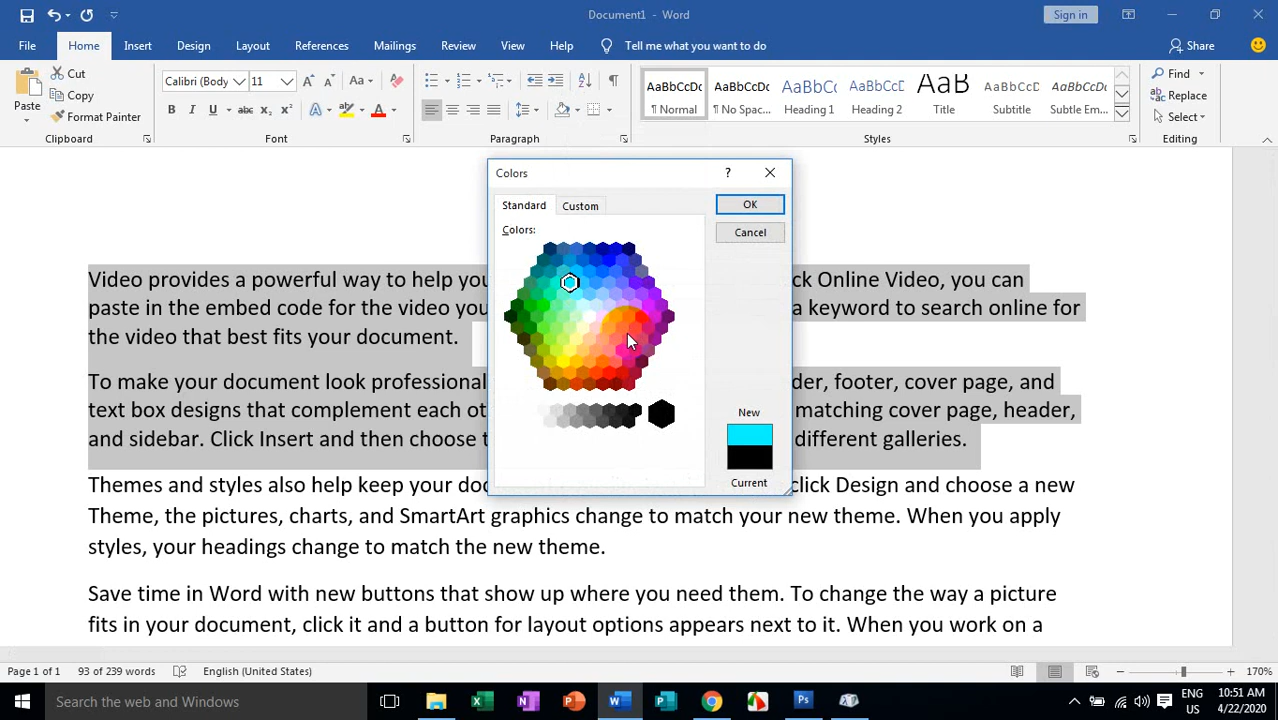 Document1 - Word
Sign in
File
Home
Insert
Design
Layout
References
Mailings
Review
View
Help
Tell me what you want to do
Share
Paste
Cut
Copy
Format Painter
Clipboard
Calibri (Body
11
Aa
B I U abc x₂ x²
A
A
Font
Paragraph
AaBbCcDc
¶ Normal
AaBbCcDc
¶ No Spac...
AaBbCc
Heading 1
AaBbCcC
Heading 2
AaB
Title
AaBbCcD
Subtitle
AaBbCcDc
Subtle Em...
Styles
Find
Replace
Select
Editing
Colors
?
Standard
Custom
OK
Cancel
Colors:
New
Current
Video provides a powerful way to help you ck Online Video, you can
paste in the embed code for the video you a keyword to search online for
the video that best fits your document.
To make your document look professional der, footer, cover page, and
text box designs that complement each ot matching cover page, header,
and sidebar. Click Insert and then choose t different galleries.
Themes and styles also help keep your doc click Design and choose a new
Theme, the pictures, charts, and SmartArt graphics change to match your new theme. When you apply
styles, your headings change to match the new theme.
Save time in Word with new buttons that show up where you need them. To change the way a picture
fits in your document, click it and a button for layout options appears next to it. When you work on a
Page 1 of 1
93 of 239 words
English (United States)
170%
Search the web and Windows
ENG
US
10:51 AM
4/22/2020